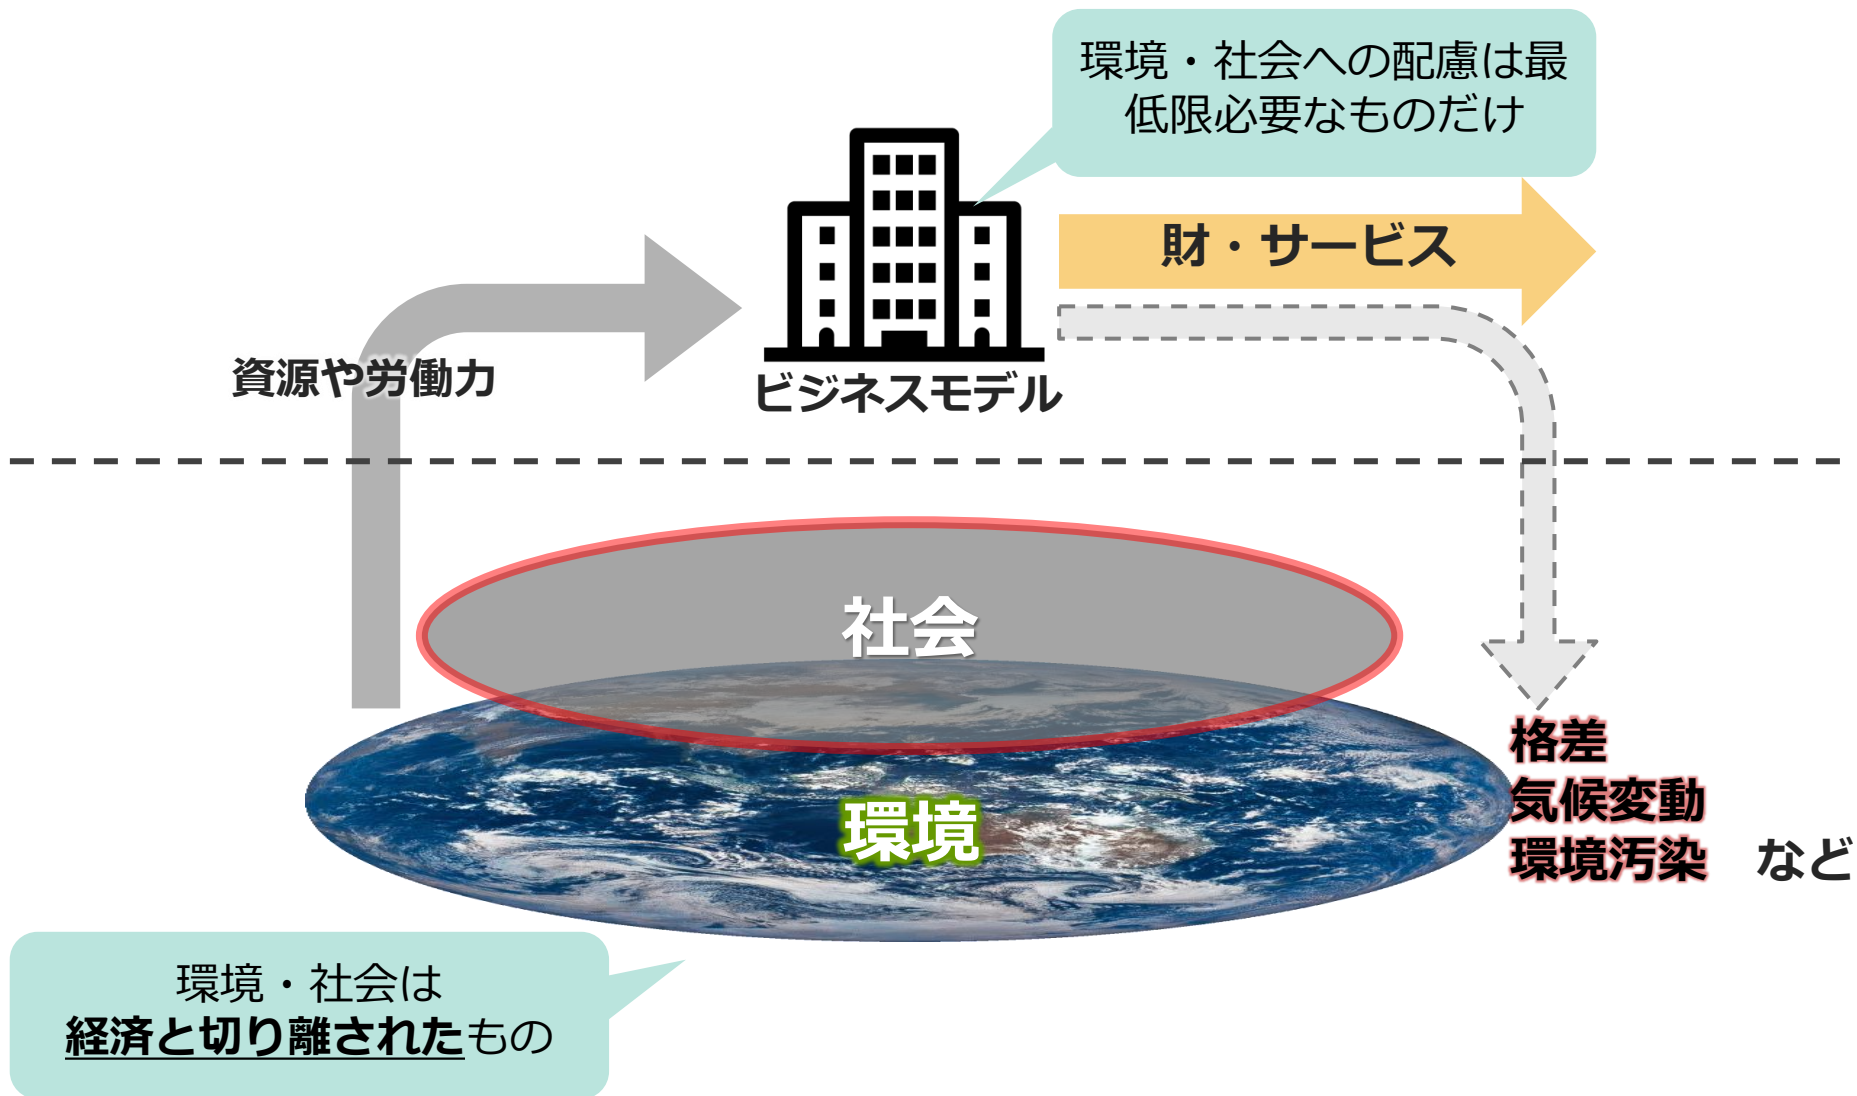 環境・社会への配慮は最
低限必要なものだけ
財・サービス
資源や労働力
ビジネスモデル
社会
環境
格差
気候変動
環境汚染　など
環境・社会は
経済と切り離されたもの